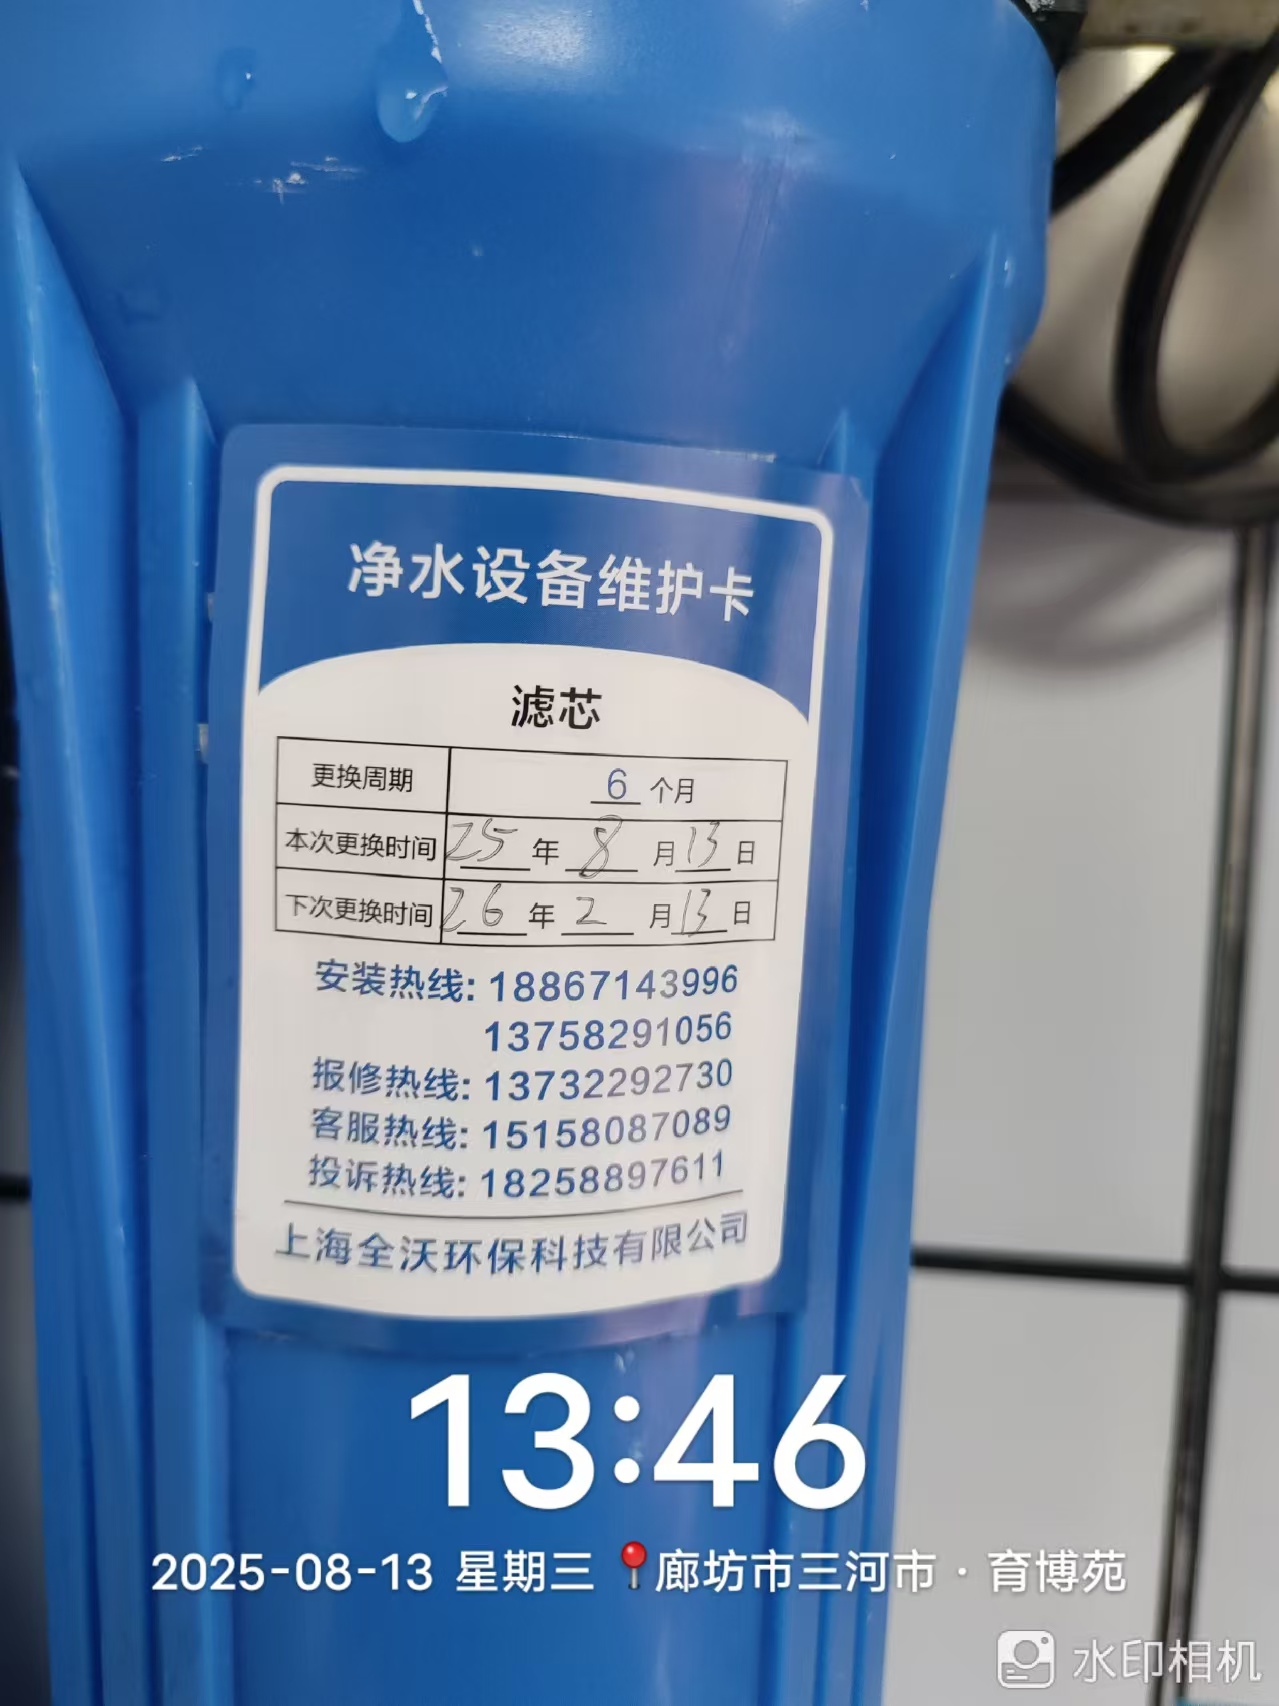 净水设备维护卡
滤芯
更换周期 6 个月
本次更换时间 25 年 8 月 13 日
下次更换时间 26 年 2 月 13 日
安装热线: 18867143996
13758291056
报修热线: 13732292730
客服热线: 15158087089
投诉热线: 18258897611
上海全沃环保科技有限公司
13:46
2025-08-13 星期三 📍廊坊市三河市 · 育博苑
水印相机